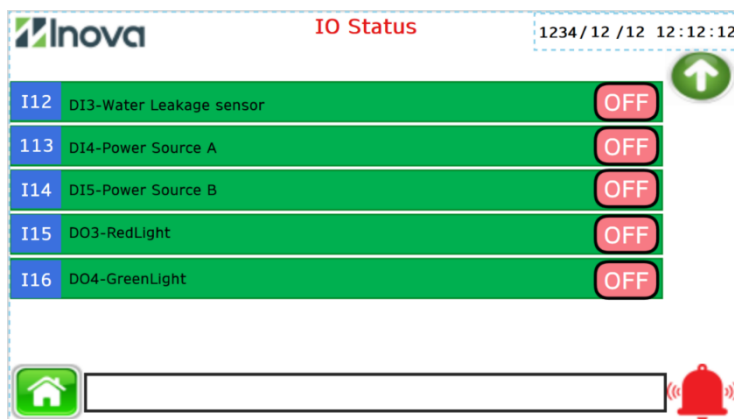 Inova
IO Status
1234/12/12 12:12:12
I12 DI3-Water Leakage sensor OFF
113 DI4-Power Source A OFF
I14 DI5-Power Source B OFF
I15 DO3-RedLight OFF
I16 DO4-GreenLight OFF